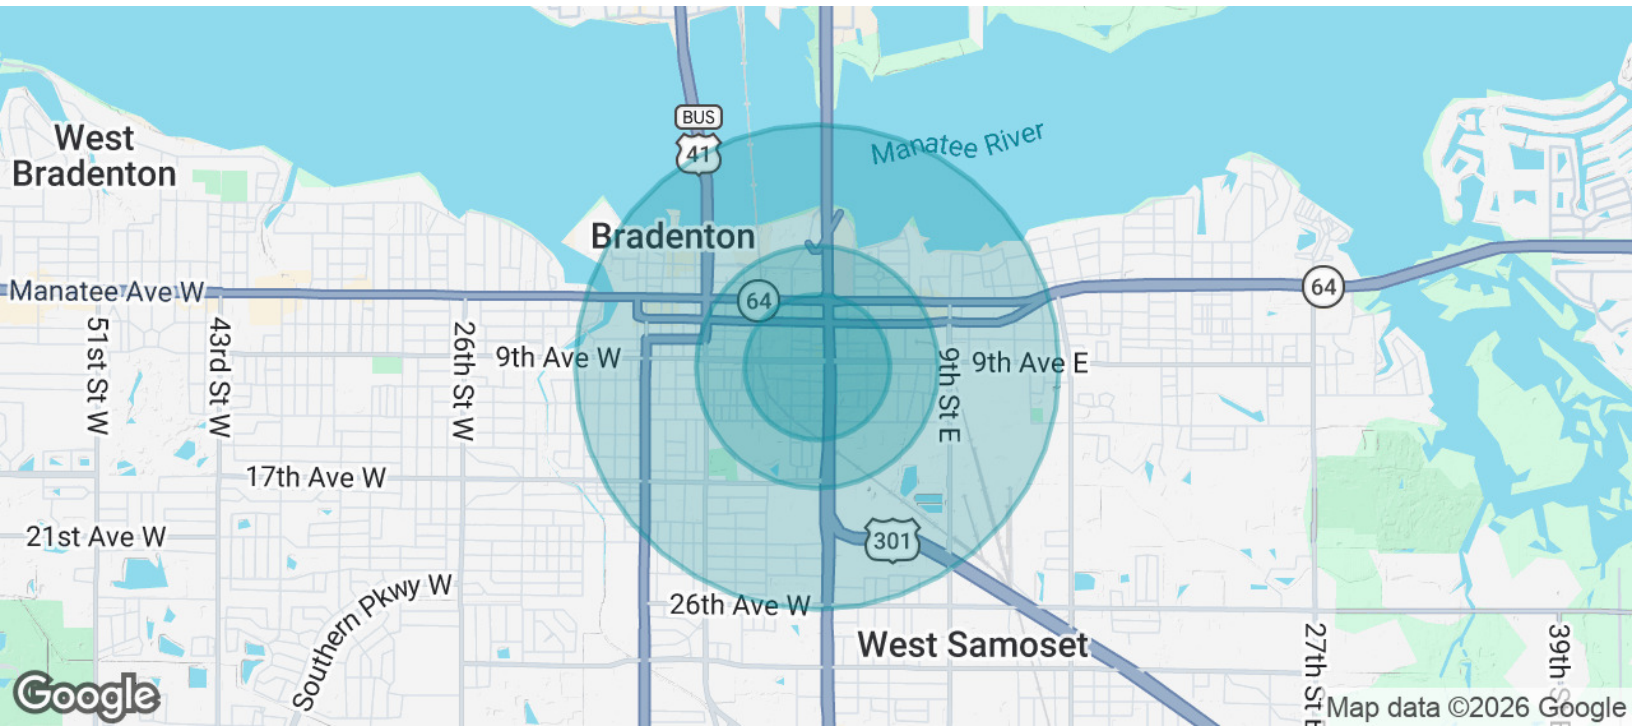 BUS
41
Manatee River
West
Bradenton
Bradenton
Manatee Ave W
64
64
51st St W
43rd St W
26th St W
9th Ave W
9th St E
9th Ave E
17th Ave W
21st Ave W
301
Southern Pkwy W
26th Ave W
West Samoset
27th St E
39th St E
Google
Map data ©2026 Google